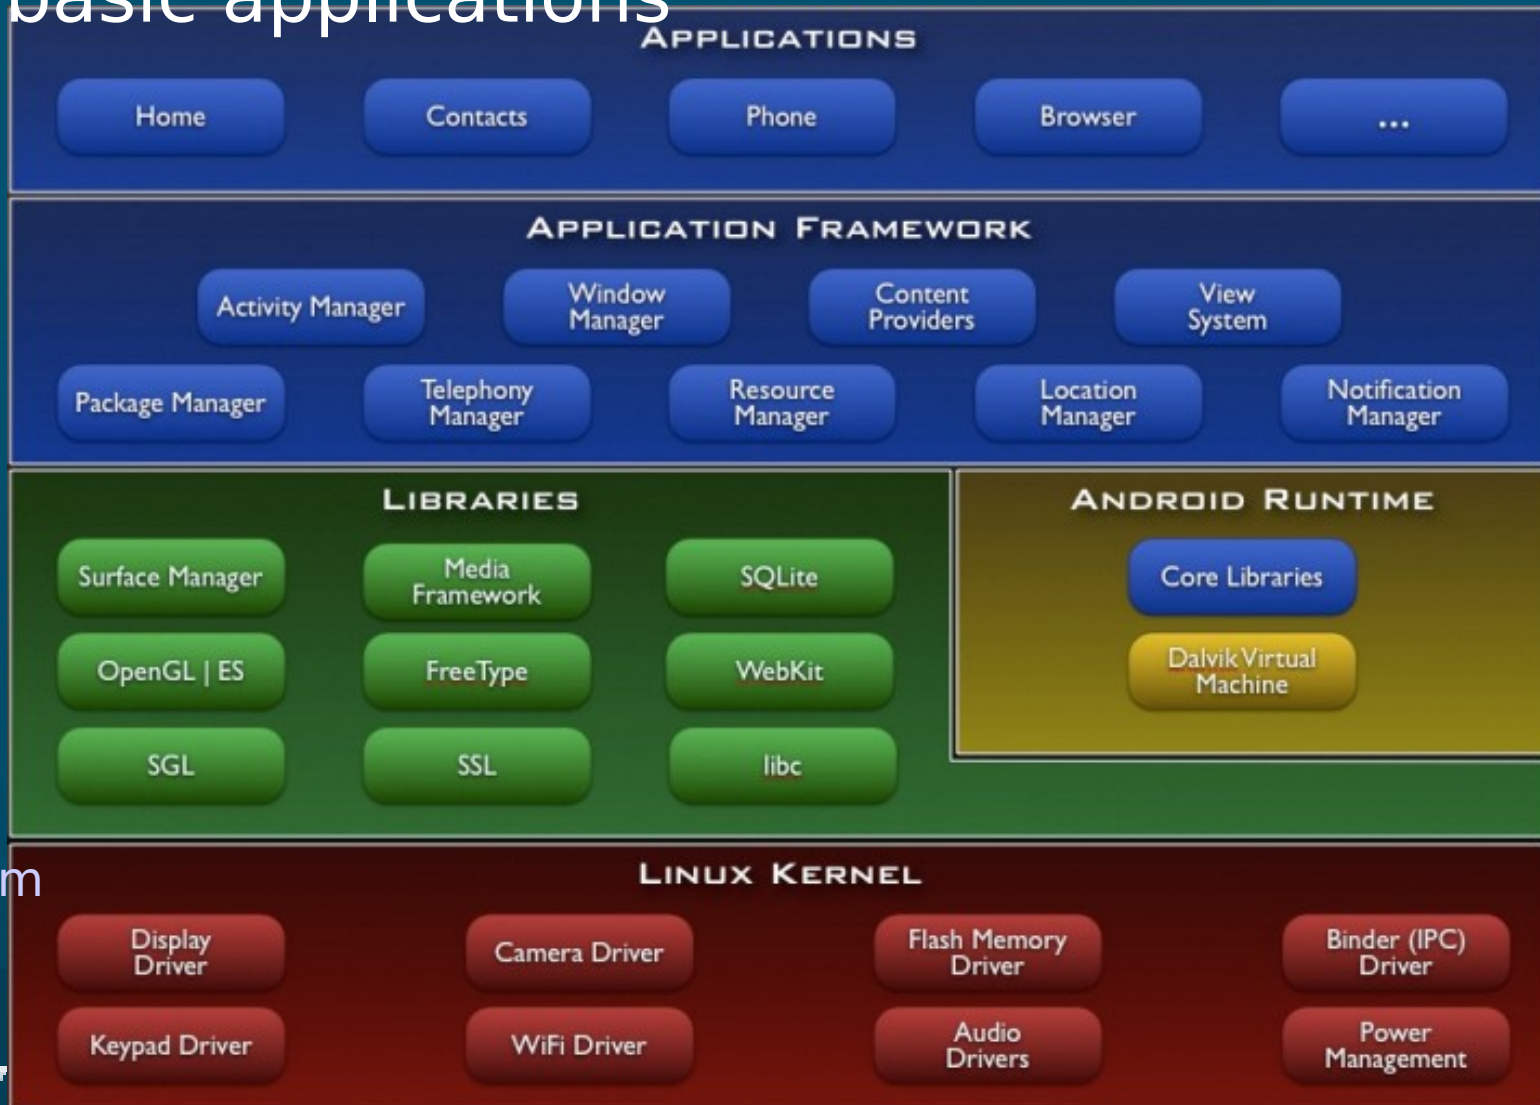 basic applications
APPLICATIONS
Home
Contacts
Phone
Browser
...
APPLICATION FRAMEWORK
Activity Manager
Window
Manager
Content
Providers
View
System
Package Manager
Telephony
Manager
Resource
Manager
Location
Manager
Notification
Manager
LIBRARIES
Surface Manager
Media
Framework
SQLite
OpenGL | ES
FreeType
WebKit
SGL
SSL
libc
ANDROID RUNTIME
Core Libraries
Dalvik Virtual
Machine
m
LINUX KERNEL
Display
Driver
Camera Driver
Flash Memory
Driver
Binder (IPC)
Driver
Keypad Driver
WiFi Driver
Audio
Drivers
Power
Management